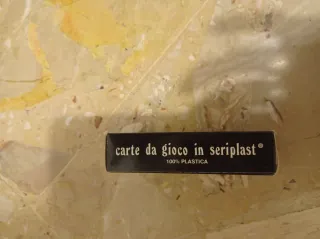 carte da gioco in seriplast®
100% PLASTICA